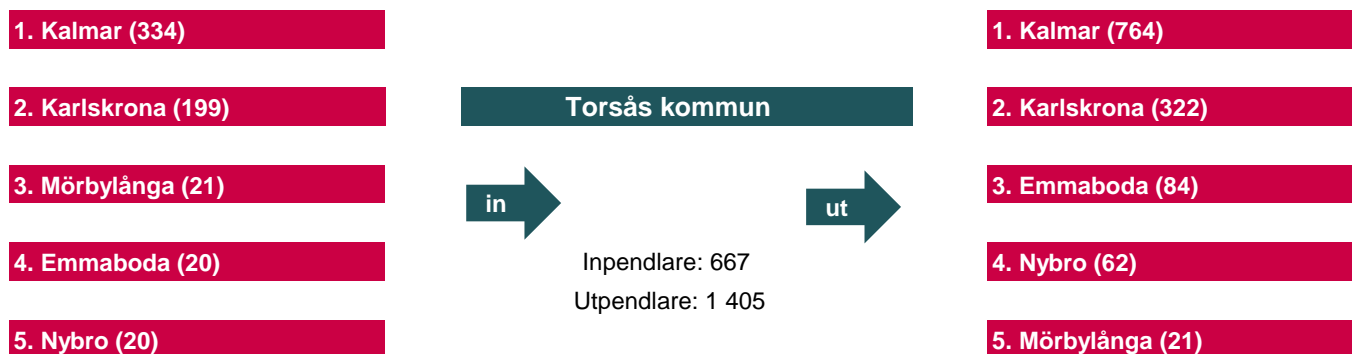 1. Kalmar (334)
2. Karlskrona (199)
3. Mörbylånga (21)
4. Emmaboda (20)
5. Nybro (20)
Torsås kommun
in
ut
Inpendlare: 667
Utpendlare: 1 405
1. Kalmar (764)
2. Karlskrona (322)
3. Emmaboda (84)
4. Nybro (62)
5. Mörbylånga (21)